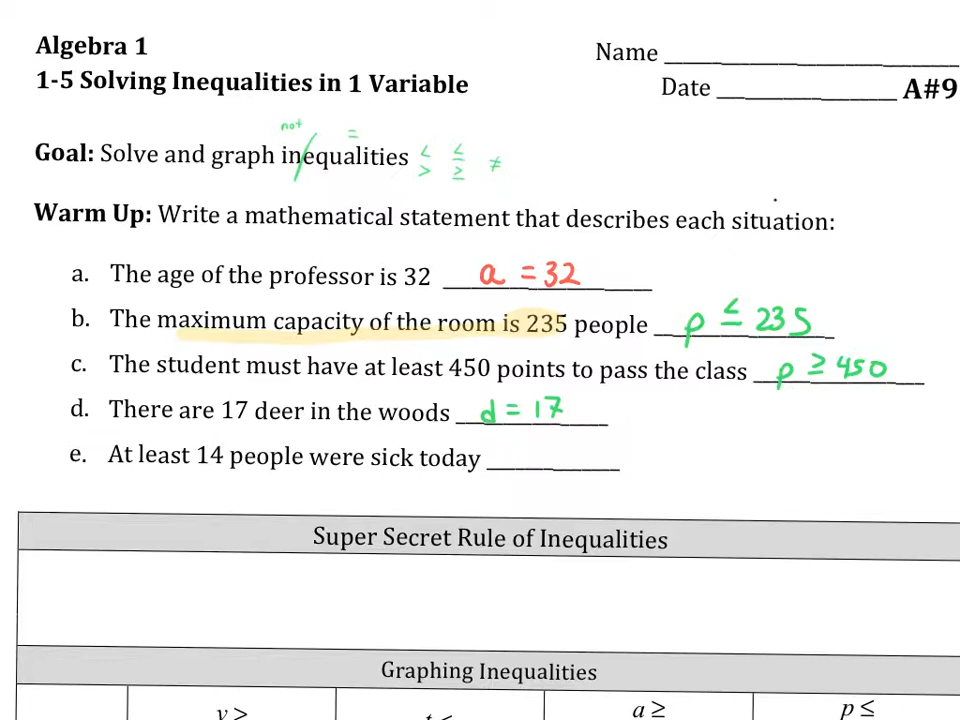 Algebra 1
Name
1-5 Solving Inequalities in 1 Variable
Date A#9
not =
Goal: Solve and graph inequalities < > ≤ ≥ ≠
Warm Up: Write a mathematical statement that describes each situation:
a. The age of the professor is 32 a = 32
b. The maximum capacity of the room is 235 people p ≤ 235
c. The student must have at least 450 points to pass the class p ≥ 450
d. There are 17 deer in the woods d = 17
e. At least 14 people were sick today
Super Secret Rule of Inequalities
Graphing Inequalities
a ≥ p ≤